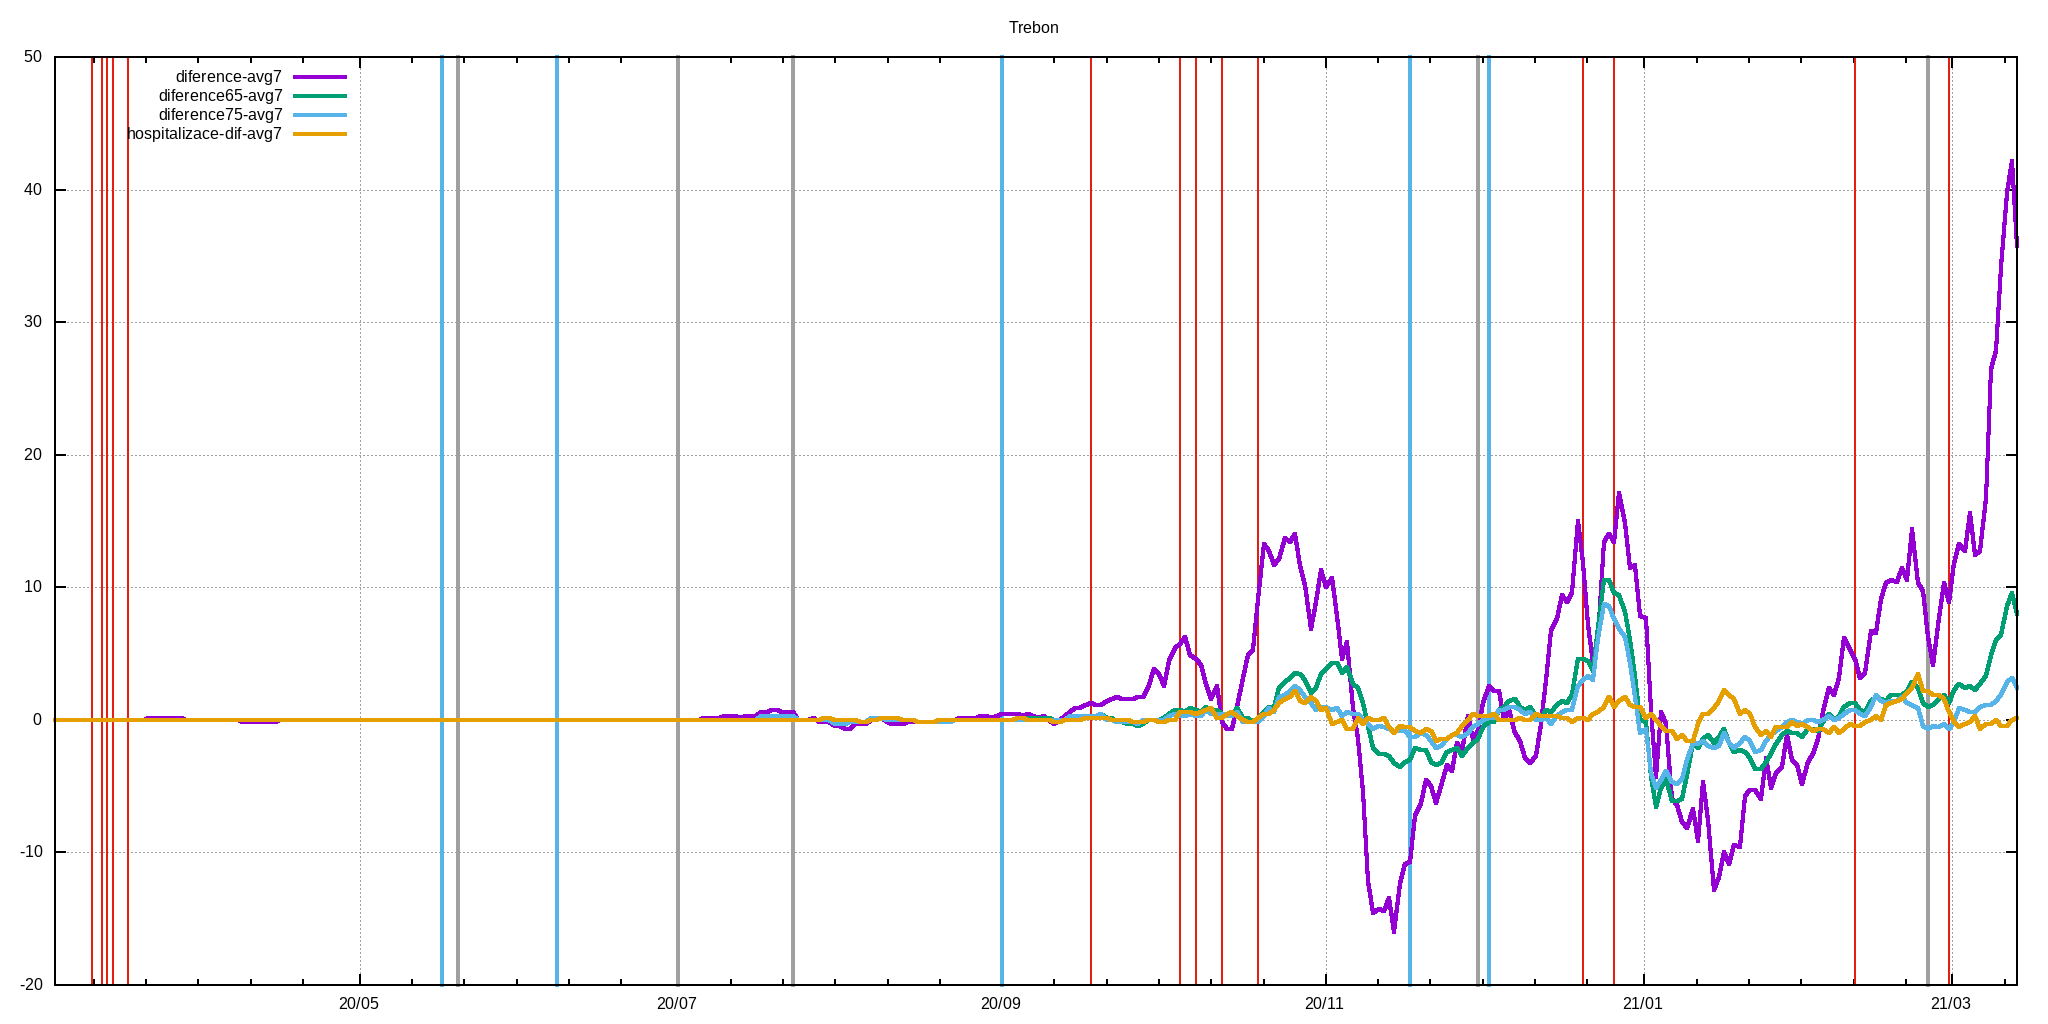 Trebon
50
40
30
20
10
0
-10
-20
diference-avg7
diference65-avg7
diference75-avg7
hospitalizace-dif-avg7
20/05 20/07 20/09 20/11 21/01 21/03